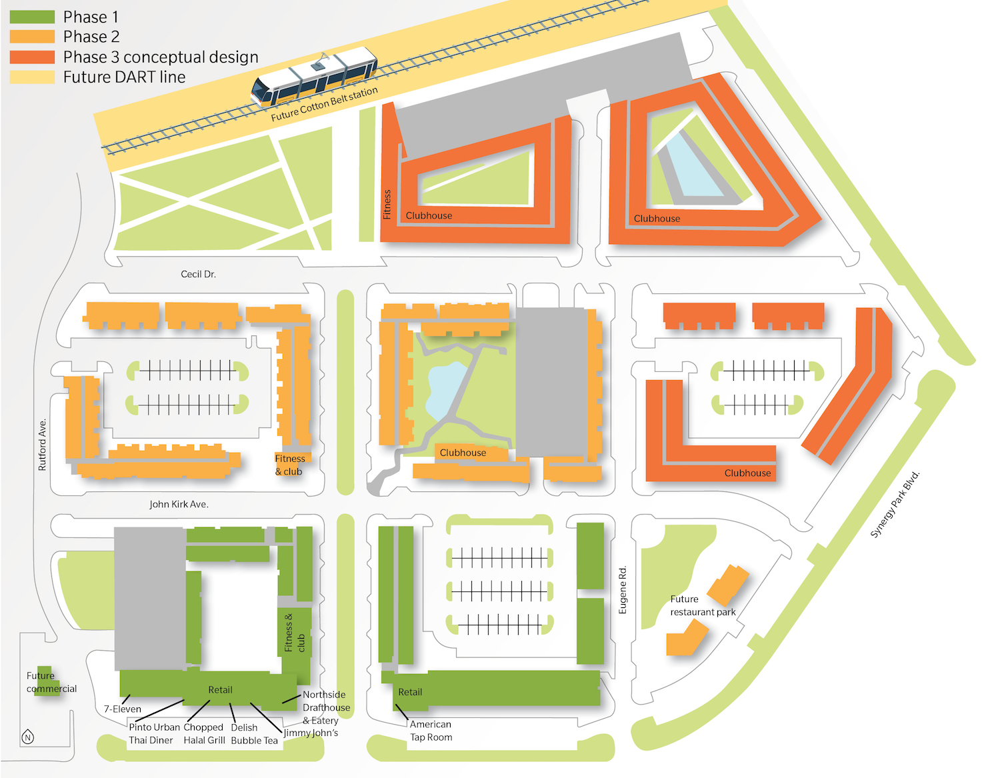 Phase 1
Phase 2
Phase 3 conceptual design
Future DART line
Future Cotton Belt station
Fitness
Clubhouse
Clubhouse
Cecil Dr.
Rutford Ave.
Fitness
& club
Clubhouse
Clubhouse
John Kirk Ave.
Synergy Park Blvd.
Eugene Rd.
Future
restaurant park
Fitness &
club
Future
commercial
Retail
Retail
7-Eleven
Pinto Urban
Thai Diner
Chopped
Halal Grill
Delish
Bubble Tea
Jimmy John's
Northside
Drafthouse
& Eatery
American
Tap Room
N